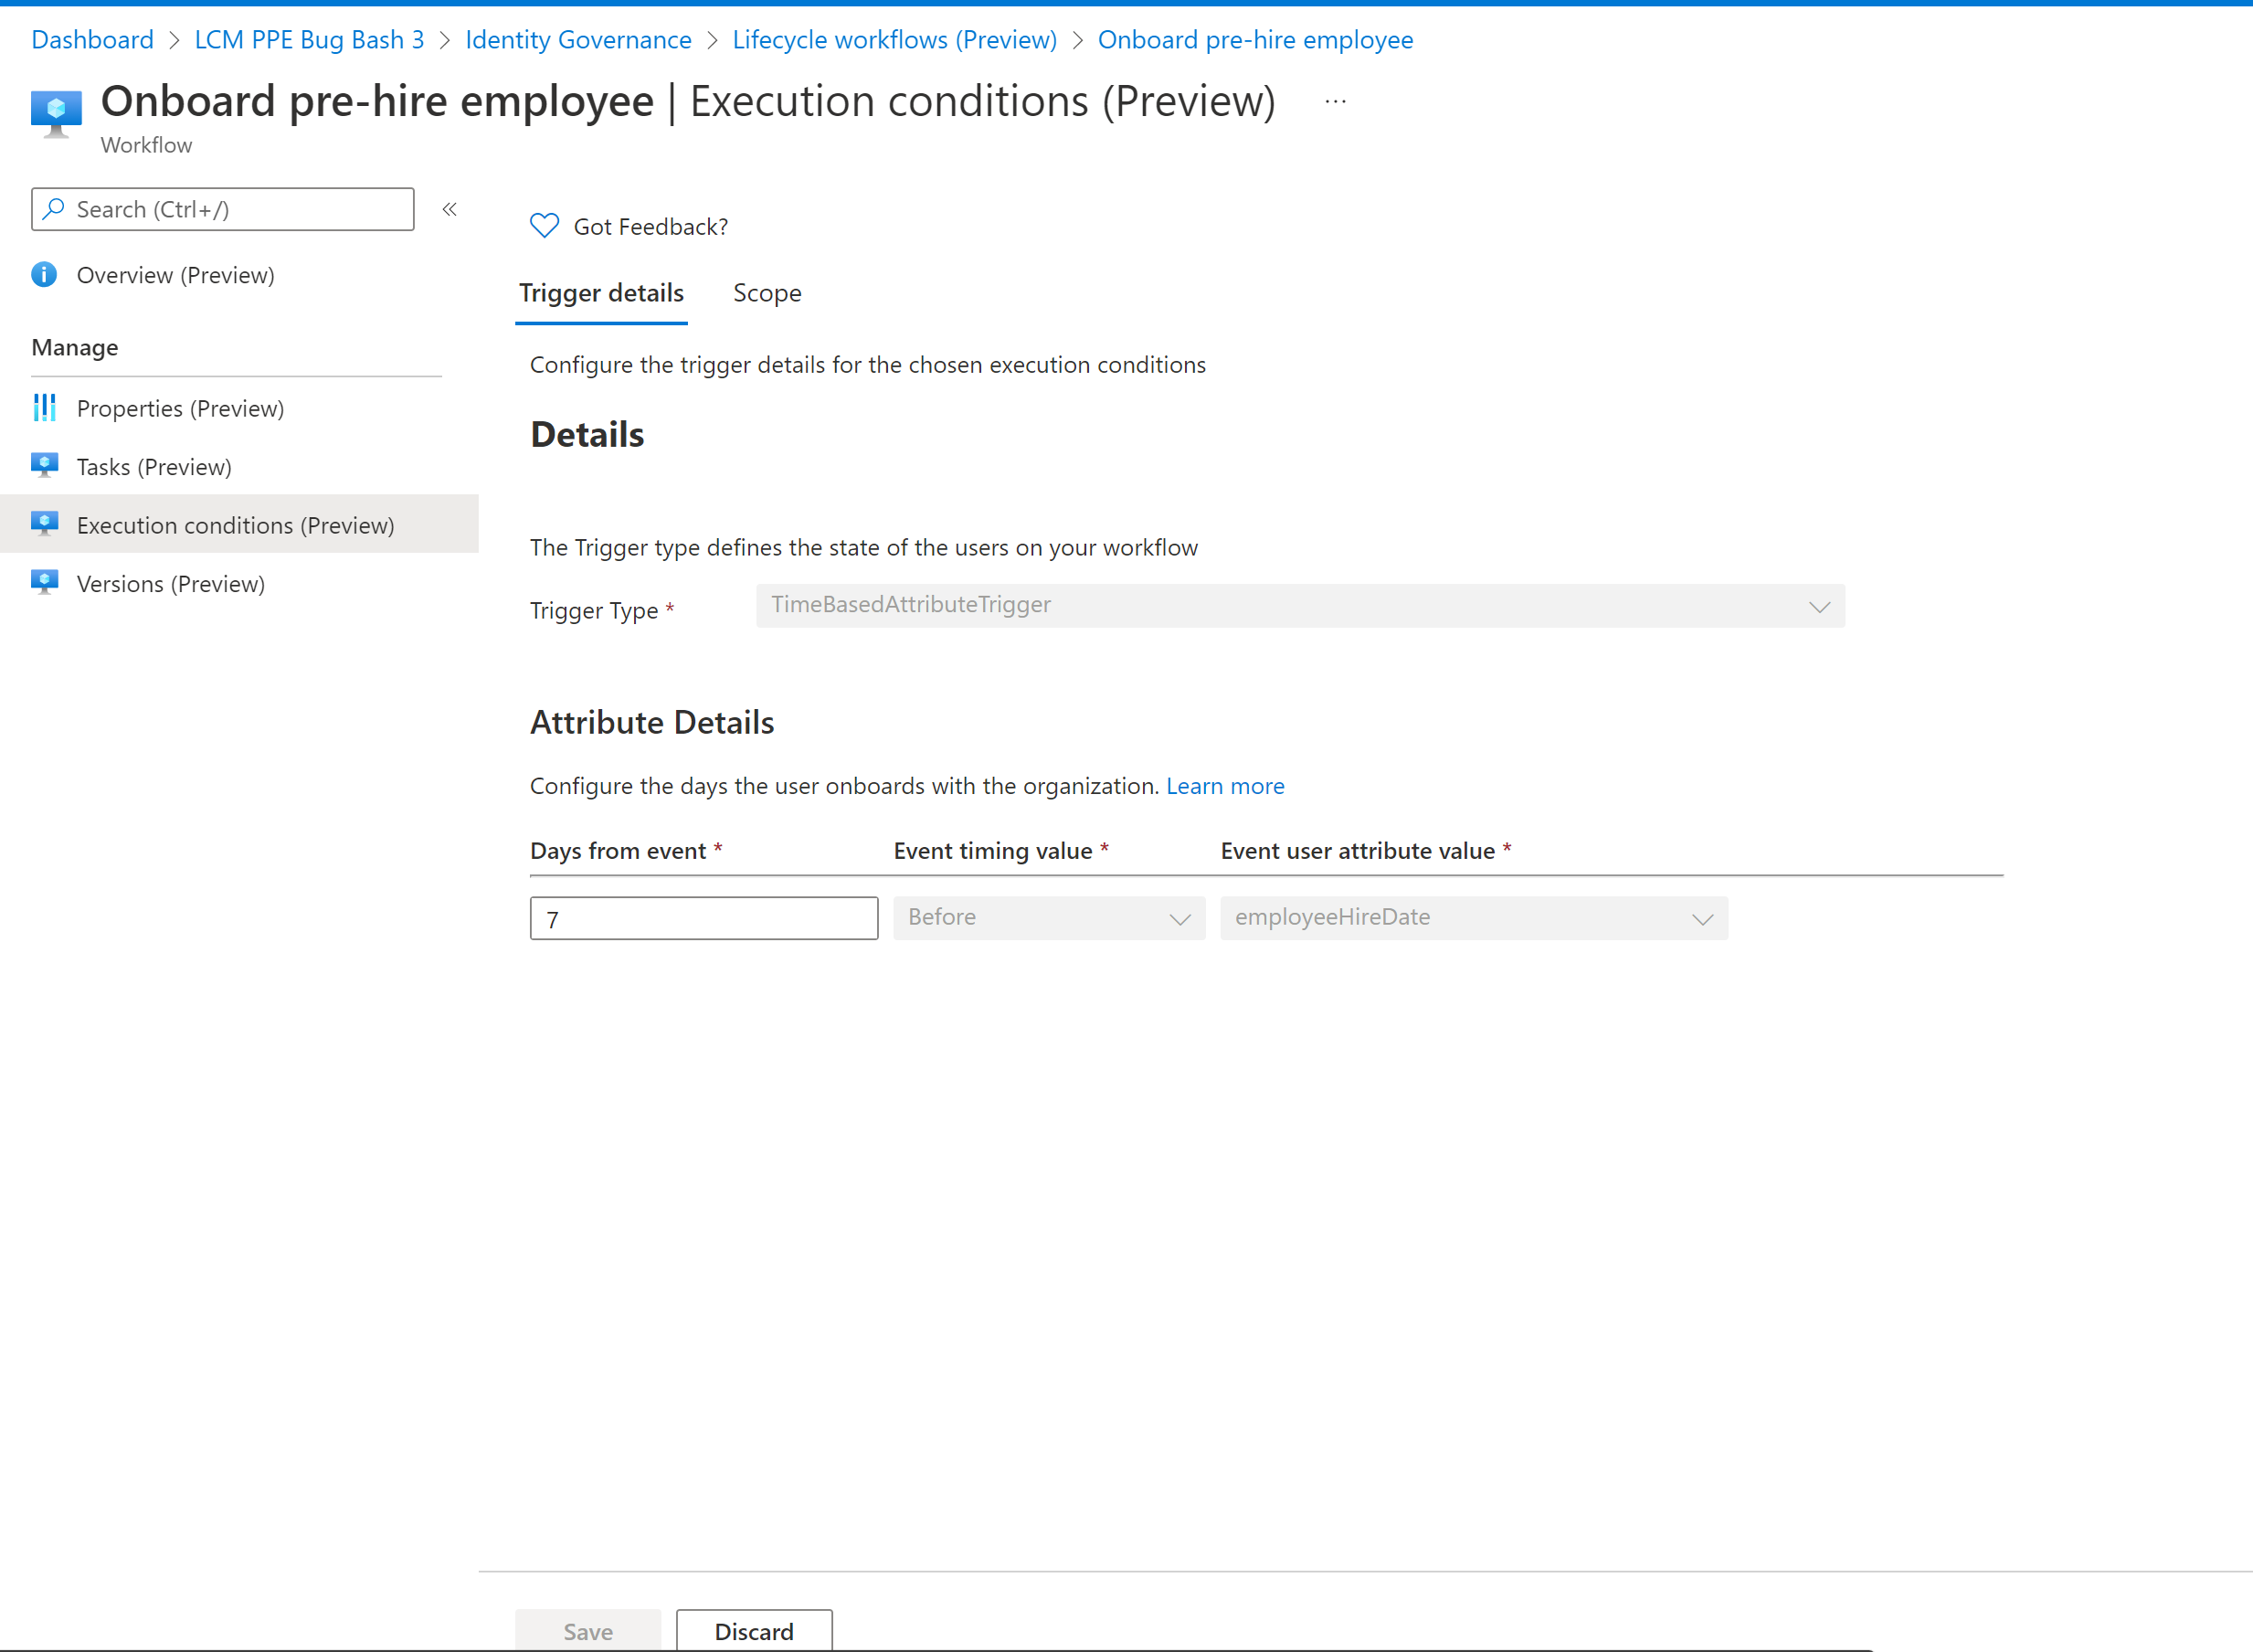 Dashboard > LCM PPE Bug Bash 3 > Identity Governance > Lifecycle workflows (Preview) > Onboard pre-hire employee
Onboard pre-hire employee | Execution conditions (Preview) ...
Workflow
Search (Ctrl+/) «
Overview (Preview)
Manage
Properties (Preview)
Tasks (Preview)
Execution conditions (Preview)
Versions (Preview)
Got Feedback?
Trigger details Scope
Configure the trigger details for the chosen execution conditions
Details
The Trigger type defines the state of the users on your workflow
Trigger Type * TimeBasedAttributeTrigger
Attribute Details
Configure the days the user onboards with the organization. Learn more
Days from event * Event timing value * Event user attribute value *
7 Before employeeHireDate
Save Discard